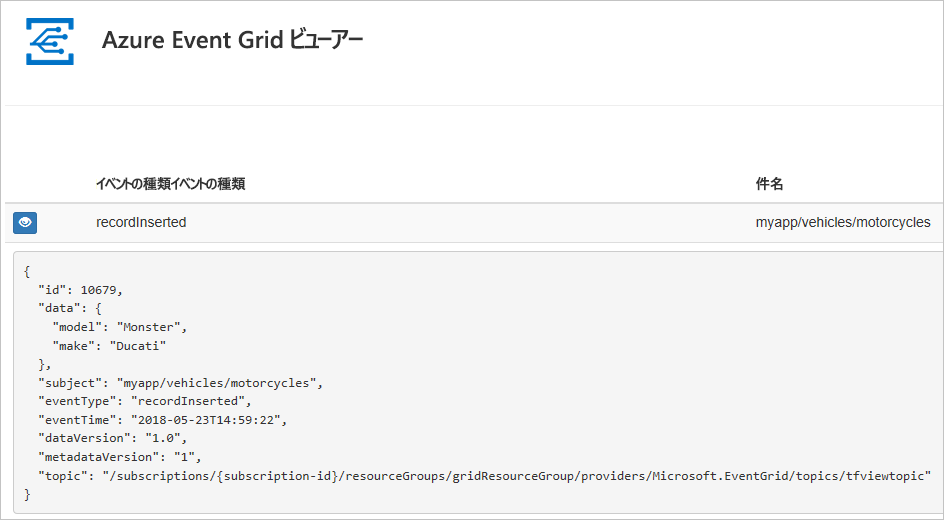 Azure Event Grid ビューアー
イベントの種類イベントの種類 件名
recordInserted myapp/vehicles/motorcycles
{
  "id": 10679,
  "data": {
    "model": "Monster",
    "make": "Ducati"
  },
  "subject": "myapp/vehicles/motorcycles",
  "eventType": "recordInserted",
  "eventTime": "2018-05-23T14:59:22",
  "dataVersion": "1.0",
  "metadataVersion": "1",
  "topic": "/subscriptions/{subscription-id}/resourceGroups/gridResourceGroup/providers/Microsoft.EventGrid/topics/tfviewtopic"
}